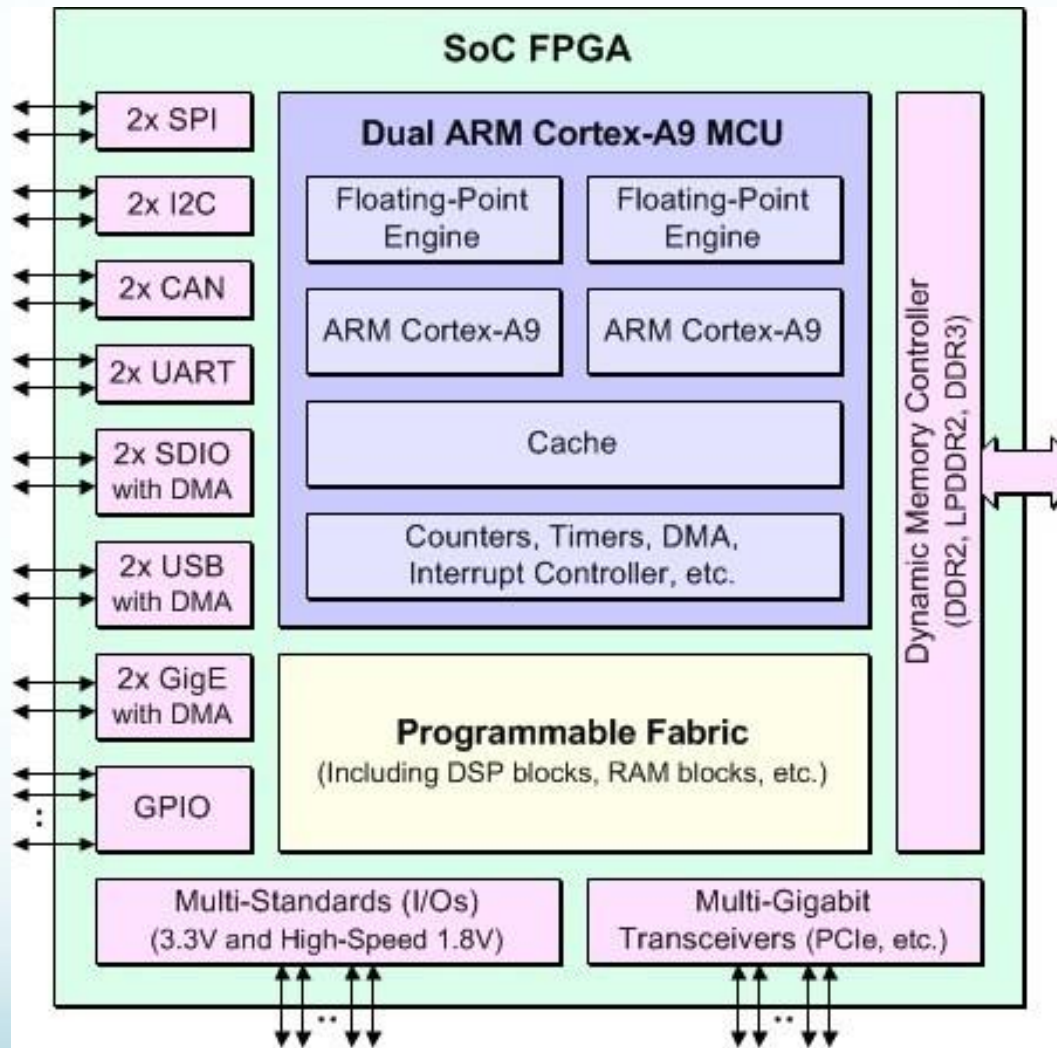 SoC FPGA
2x SPI
2x I2C
2x CAN
2x UART
2x SDIO
with DMA
2x USB
with DMA
2x GigE
with DMA
GPIO
Dual ARM Cortex-A9 MCU
Floating-Point
Engine
Floating-Point
Engine
ARM Cortex-A9
ARM Cortex-A9
Cache
Counters, Timers, DMA,
Interrupt Controller, etc.
Programmable Fabric
(Including DSP blocks, RAM blocks, etc.)
Dynamic Memory Controller
(DDR2, LPDDR2, DDR3)
Multi-Standards (I/Os)
(3.3V and High-Speed 1.8V)
Multi-Gigabit
Transceivers (PCIe, etc.)